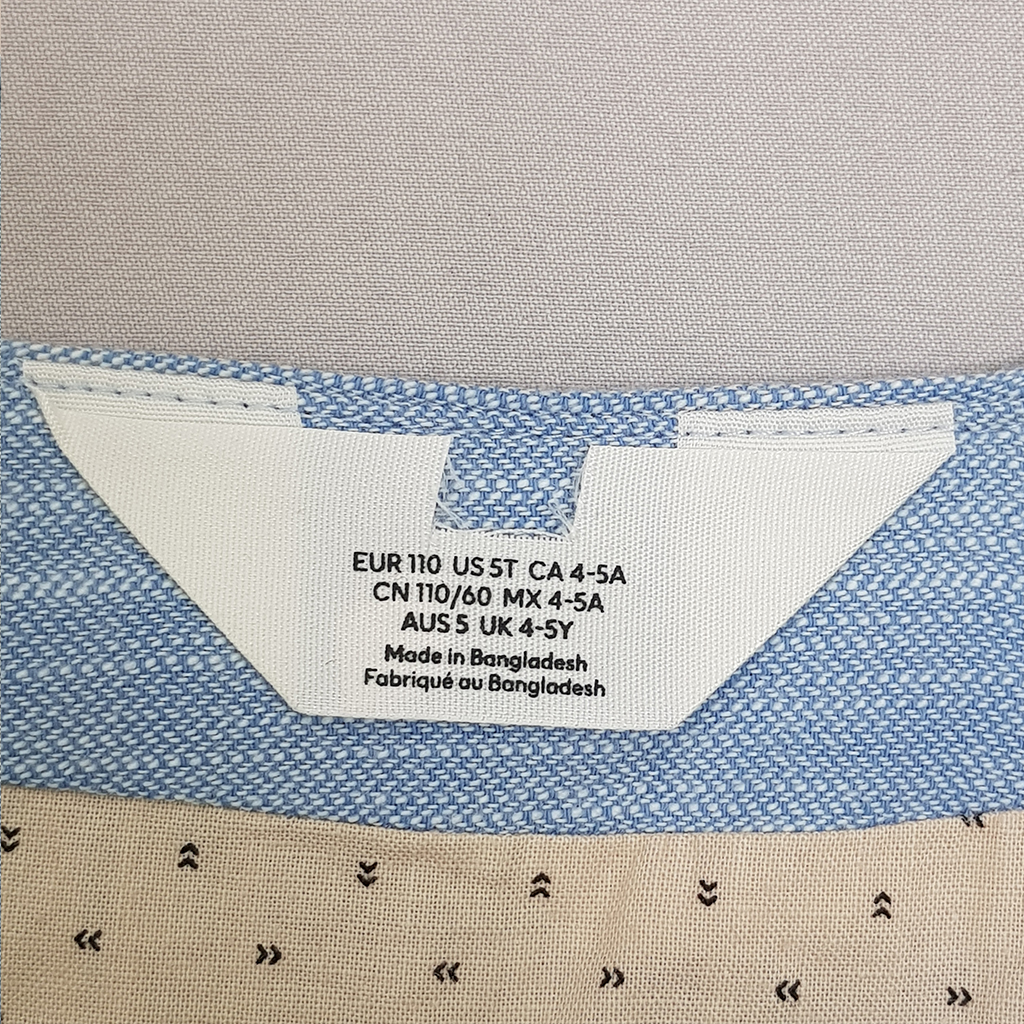 EUR 110 US 5T CA 4-5A
CN 110/60 MX 4-5A
AUS 5 UK 4-5Y
Made in Bangladesh
Fabriqué au Bangladesh